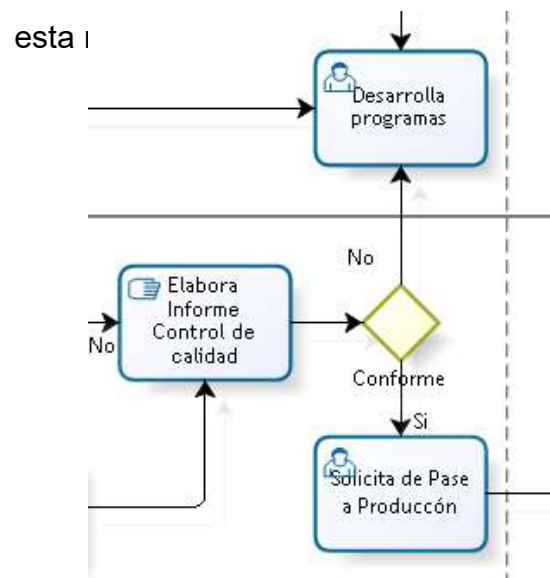 esta
Desarrolla
programas
No
Elabora
Informe
Control de
calidad
No
Conforme
Si
Solicita de Pase
a Produccón